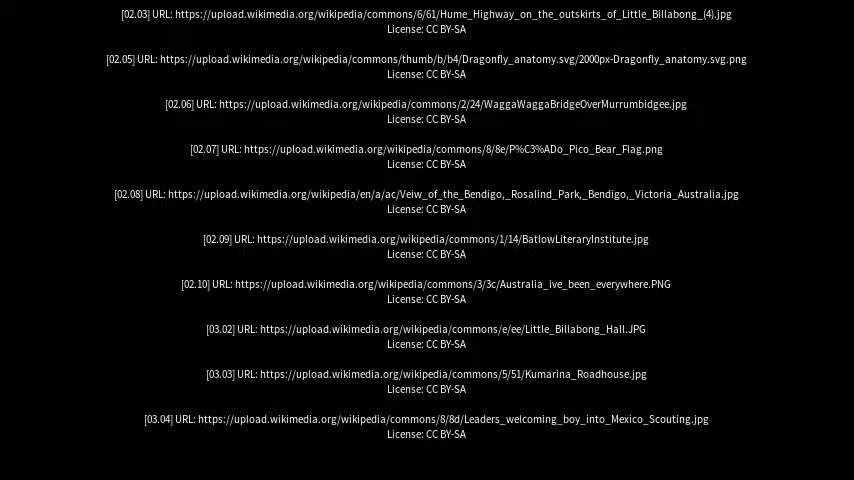 [02.03] URL: https://upload.wikimedia.org/wikipedia/commons/6/61/Hume_Highway_on_the_outskirts_of_Little_Billabong_(4).jpg
License: CC BY-SA
[02.05] URL: https://upload.wikimedia.org/wikipedia/commons/thumb/b/b4/Dragonfly_anatomy.svg/2000px-Dragonfly_anatomy.svg.png
License: CC BY-SA
[02.06] URL: https://upload.wikimedia.org/wikipedia/commons/2/24/WaggaWaggaBridgeOverMurrumbidgee.jpg
License: CC BY-SA
[02.07] URL: https://upload.wikimedia.org/wikipedia/commons/8/8e/P%C3%ADo_Pico_Bear_Flag.png
License: CC BY-SA
[02.08] URL: https://upload.wikimedia.org/wikipedia/en/a/ac/Veiw_of_the_Bendigo,_Rosalind_Park,_Bendigo,_Victoria_Australia.jpg
License: CC BY-SA
[02.09] URL: https://upload.wikimedia.org/wikipedia/commons/1/14/BatlowLiteraryInstitute.jpg
License: CC BY-SA
[02.10] URL: https://upload.wikimedia.org/wikipedia/commons/3/3c/Australia_ive_been_everywhere.PNG
License: CC BY-SA
[03.02] URL: https://upload.wikimedia.org/wikipedia/commons/e/ee/Little_Billabong_Hall.JPG
License: CC BY-SA
[03.03] URL: https://upload.wikimedia.org/wikipedia/commons/5/51/Kumarina_Roadhouse.jpg
License: CC BY-SA
[03.04] URL: https://upload.wikimedia.org/wikipedia/commons/8/8d/Leaders_welcoming_boy_into_Mexico_Scouting.jpg
License: CC BY-SA